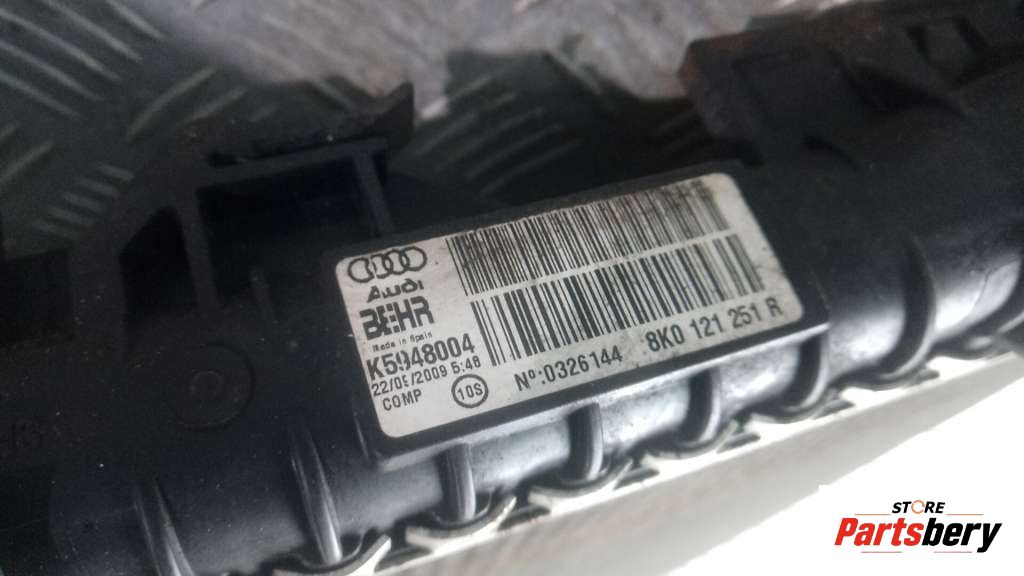 Audi
BEHR
Made in Spain
K5948004
22/09/2009 5:48
COMP 10S Nº:0326144 8K0 121 251 R
STORE
Partsbery